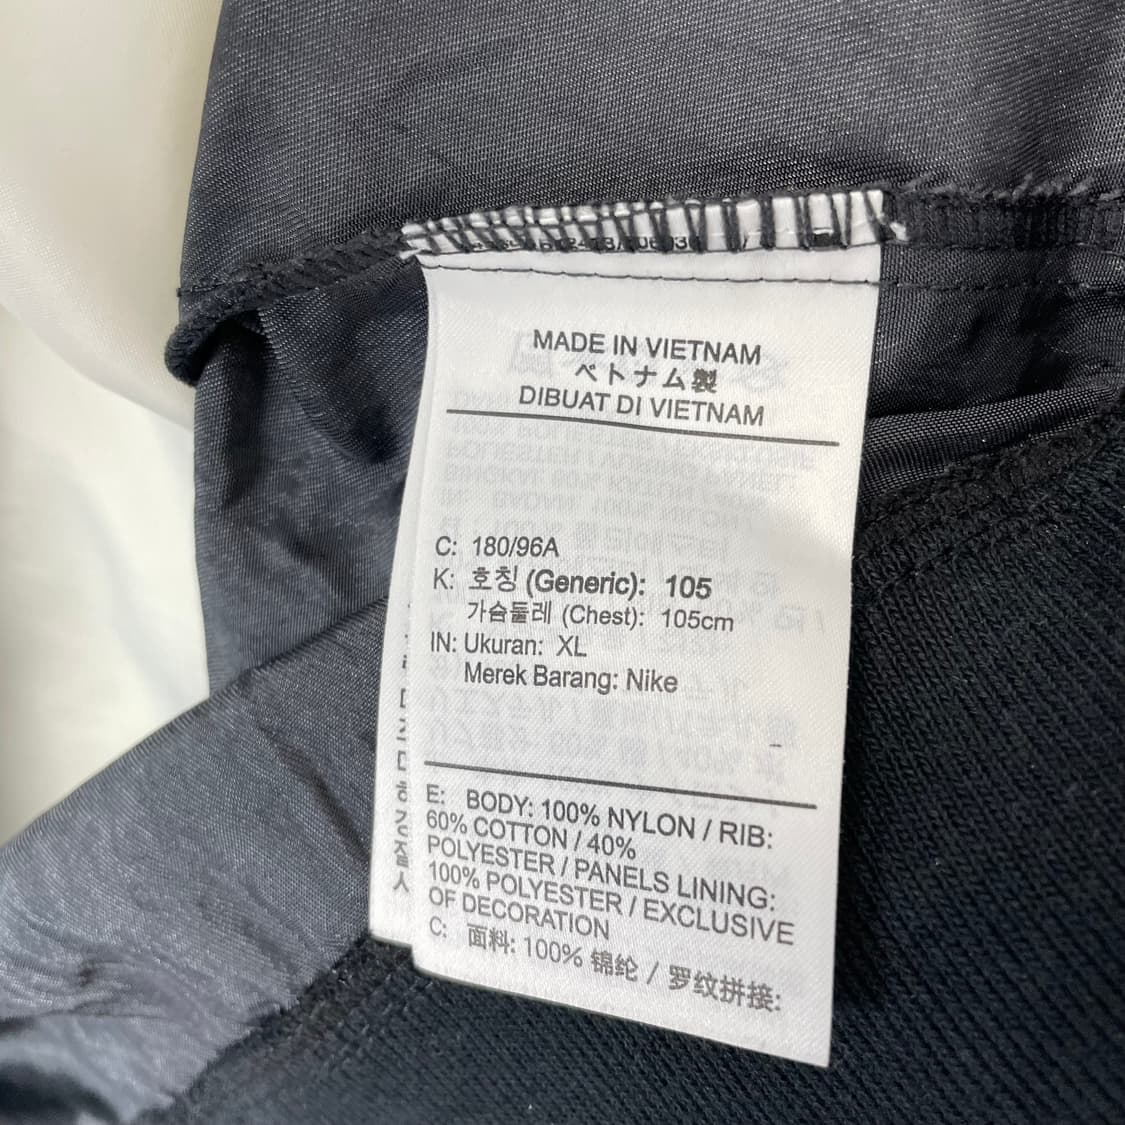 MADE IN VIETNAM
ベトナム製
DIBUAT DI VIETNAM
C: 180/96A
K: 호칭 (Generic): 105
가슴둘레 (Chest): 105cm
IN: Ukuran: XL
Merek Barang: Nike
E: BODY: 100% NYLON / RIB:
60% COTTON / 40%
POLYESTER / PANELS LINING:
100% POLYESTER / EXCLUSIVE
OF DECORATION
C: 面料: 100% 锦纶 / 罗纹拼接: